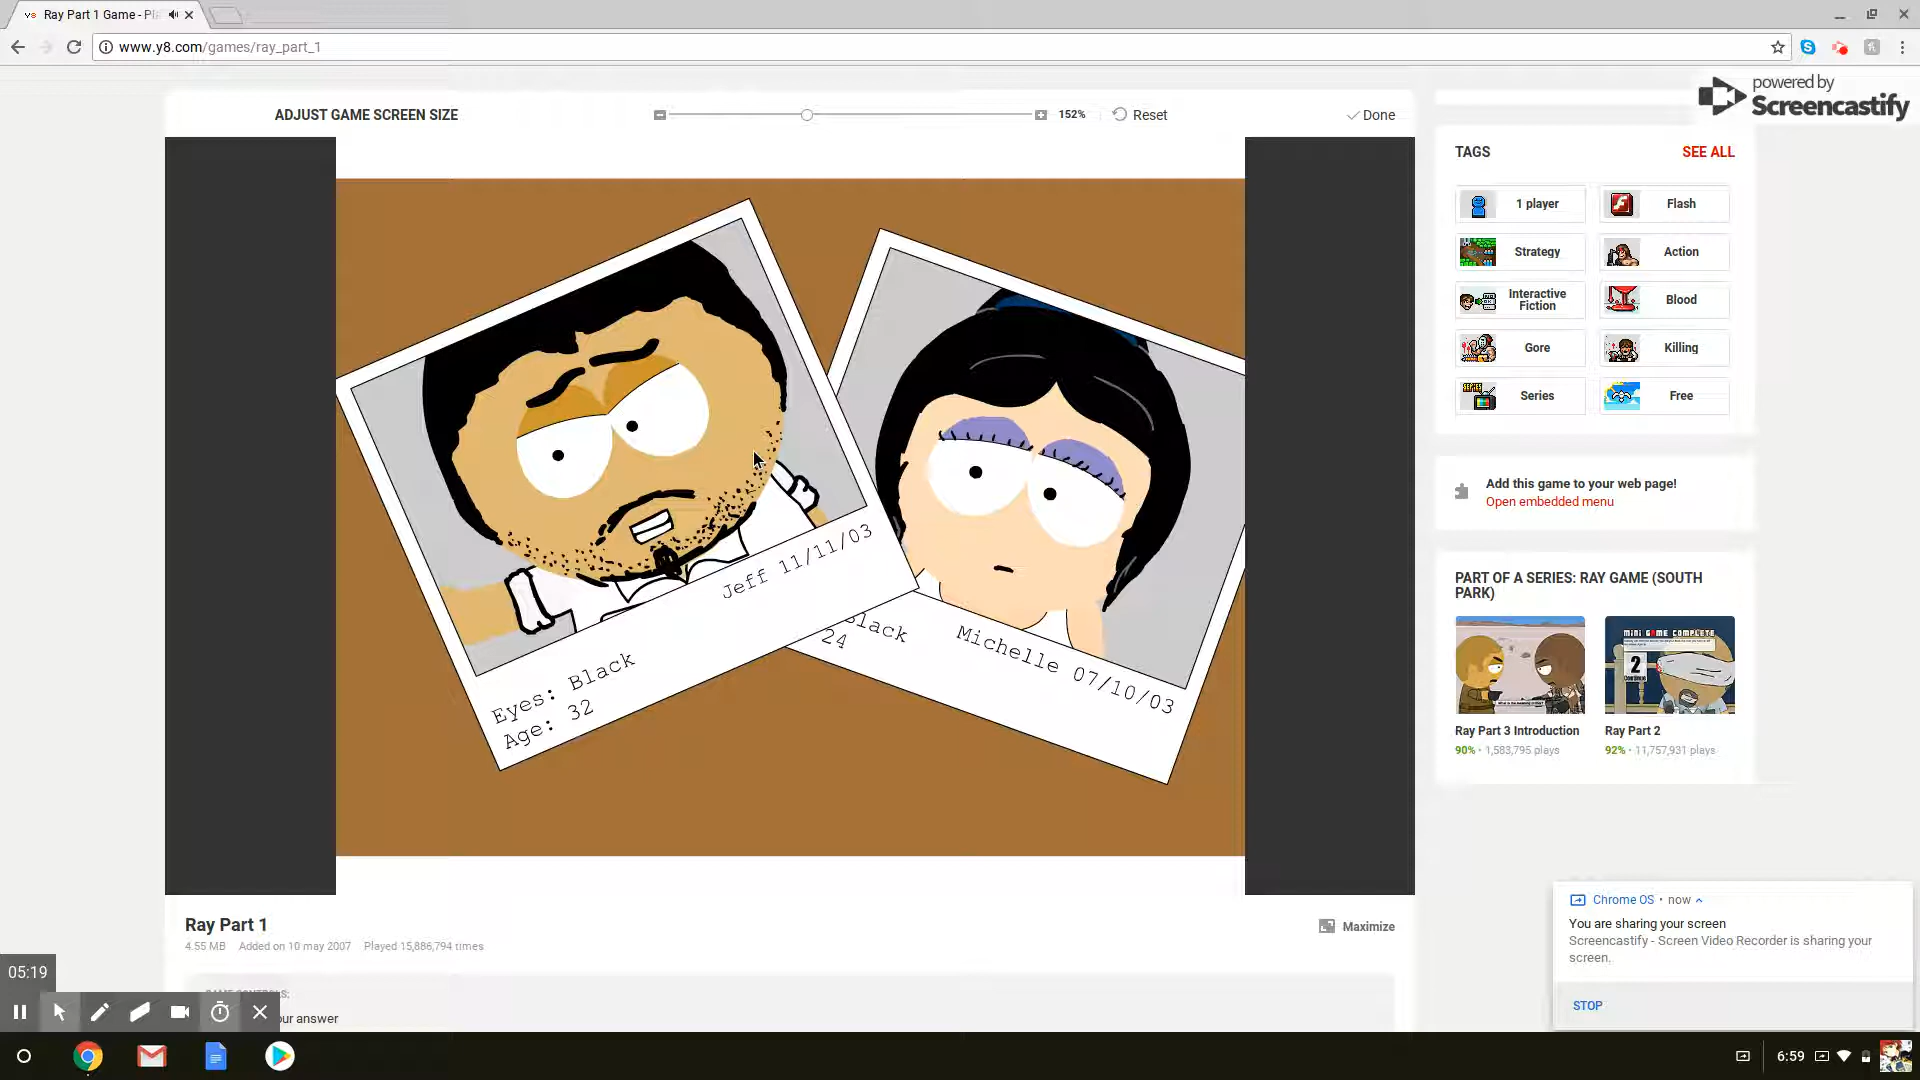 Ray Part 1 Game - Pl
www.y8.com/games/ray_part_1
powered by
Screencastify
ADJUST GAME SCREEN SIZE
152%
Reset
Done
TAGS
SEE ALL
1 player
Flash
Strategy
Action
Interactive
Fiction
Blood
Gore
Killing
Series
Free
Jeff 11/11/03
Eyes: Black
Age: 32
Black
24
Michelle 07/10/03
Add this game to your web page!
Open embedded menu
PART OF A SERIES: RAY GAME (SOUTH
PARK)
MINI GAME COMPLETE
2
Ray Part 3 Introduction
90% · 1,583,795 plays
Ray Part 2
92% · 11,757,931 plays
Ray Part 1
4.55 MB Added on 10 may 2007 Played 15,886,794 times
Maximize
Chrome OS · now
You are sharing your screen
Screencastify - Screen Video Recorder is sharing your
screen.
STOP
05:19
our answer
6:59